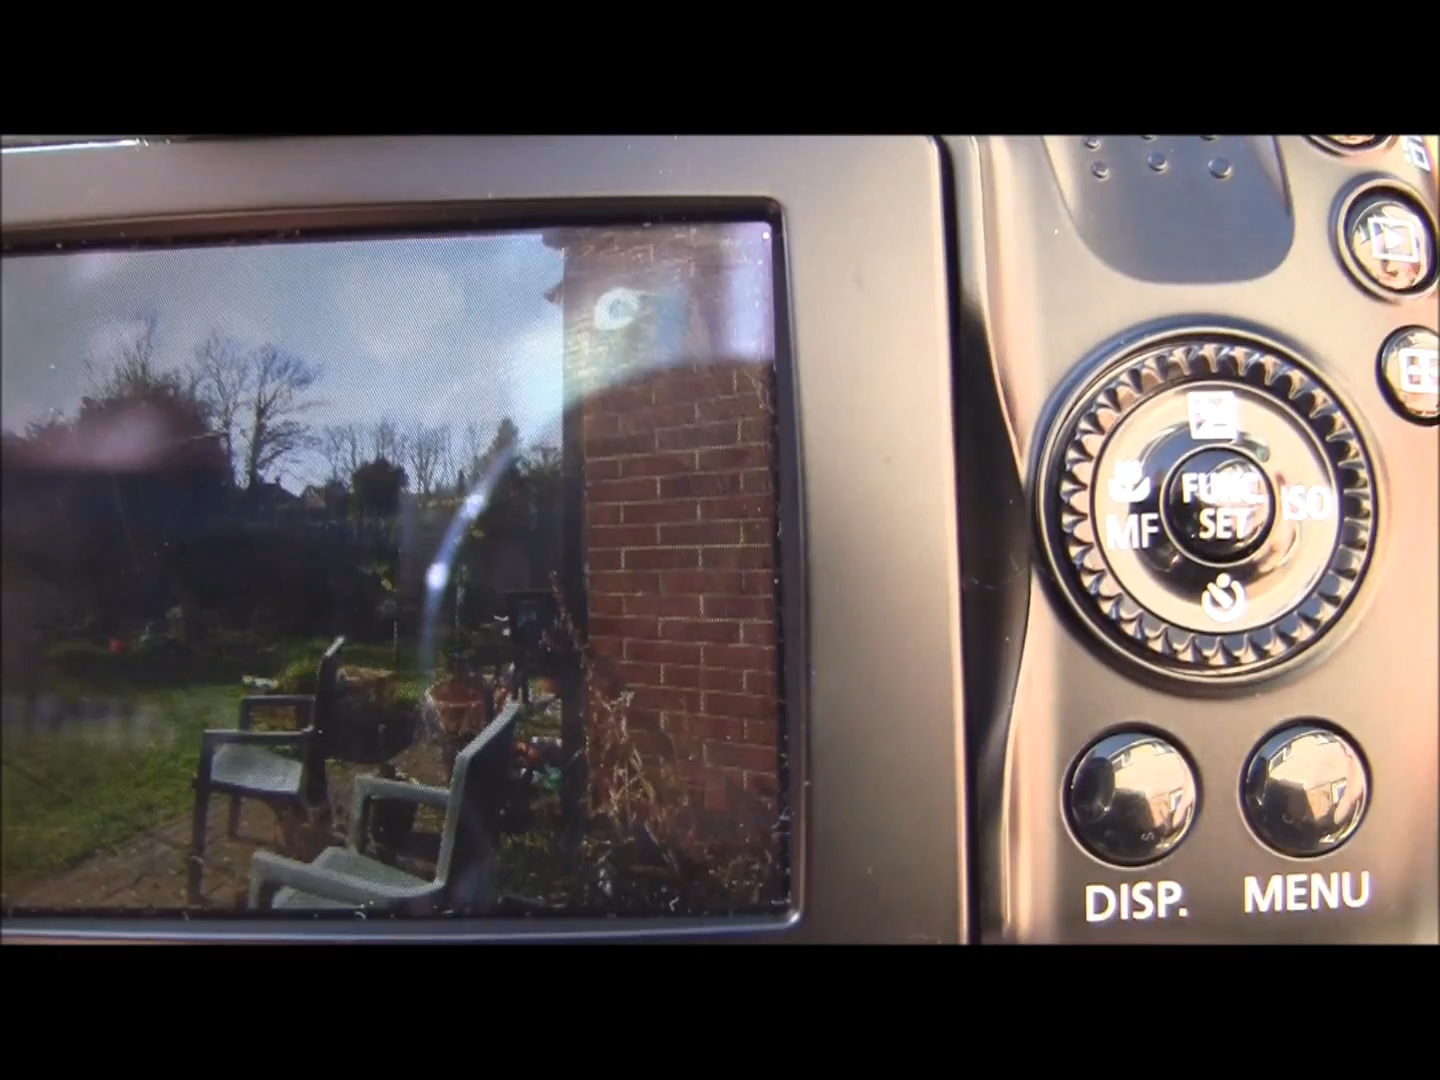 FUNC.
SET
ISO
MF
DISP.
MENU